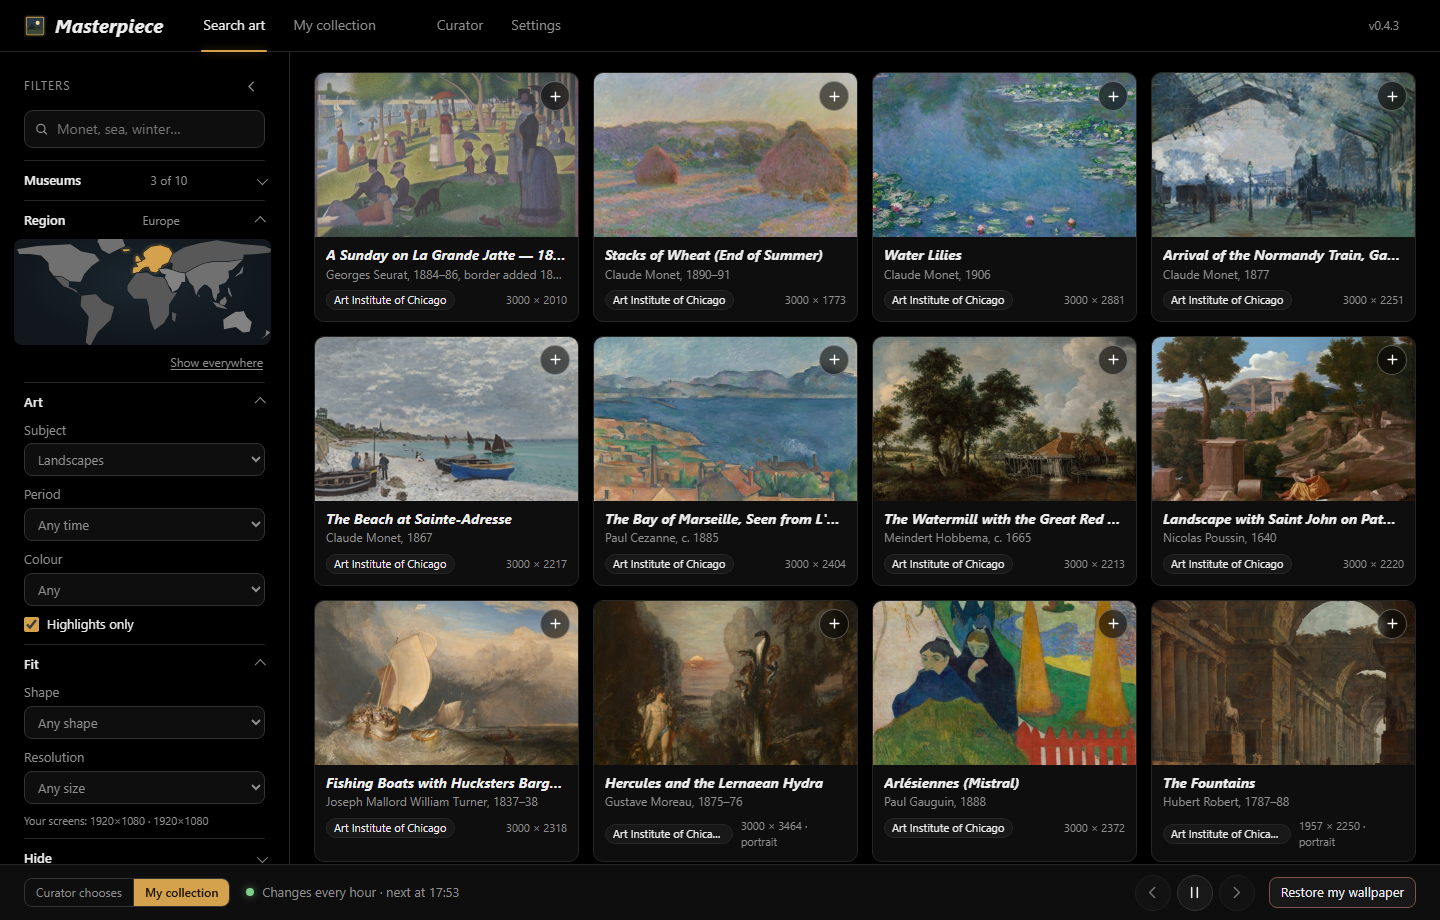 Masterpiece
Search art
My collection
Curator
Settings
v0.4.3
FILTERS
Monet, sea, winter...
Museums 3 of 10
Region Europe
Show everywhere
Art
Subject
Landscapes
Period
Any time
Colour
Any
Highlights only
Fit
Shape
Any shape
Resolution
Any size
Your screens: 1920×1080 · 1920×1080
Hide
A Sunday on La Grande Jatte — 18...
Georges Seurat, 1884–86, border added 18...
Art Institute of Chicago 3000 × 2010
Stacks of Wheat (End of Summer)
Claude Monet, 1890–91
Art Institute of Chicago 3000 × 1773
Water Lilies
Claude Monet, 1906
Art Institute of Chicago 3000 × 2881
Arrival of the Normandy Train, Ga...
Claude Monet, 1877
Art Institute of Chicago 3000 × 2251
The Beach at Sainte-Adresse
Claude Monet, 1867
Art Institute of Chicago 3000 × 2217
The Bay of Marseille, Seen from L'...
Paul Cezanne, c. 1885
Art Institute of Chicago 3000 × 2404
The Watermill with the Great Red ...
Meindert Hobbema, c. 1665
Art Institute of Chicago 3000 × 2213
Landscape with Saint John on Pat...
Nicolas Poussin, 1640
Art Institute of Chicago 3000 × 2220
Fishing Boats with Hucksters Barg...
Joseph Mallord William Turner, 1837–38
Art Institute of Chicago 3000 × 2318
Hercules and the Lernaean Hydra
Gustave Moreau, 1875–76
Art Institute of Chica... 3000 × 3464 ·
portrait
Arlésiennes (Mistral)
Paul Gauguin, 1888
Art Institute of Chicago 3000 × 2372
The Fountains
Hubert Robert, 1787–88
Art Institute of Chica... 1957 × 2250 ·
portrait
Curator chooses
My collection
Changes every hour · next at 17:53
Restore my wallpaper